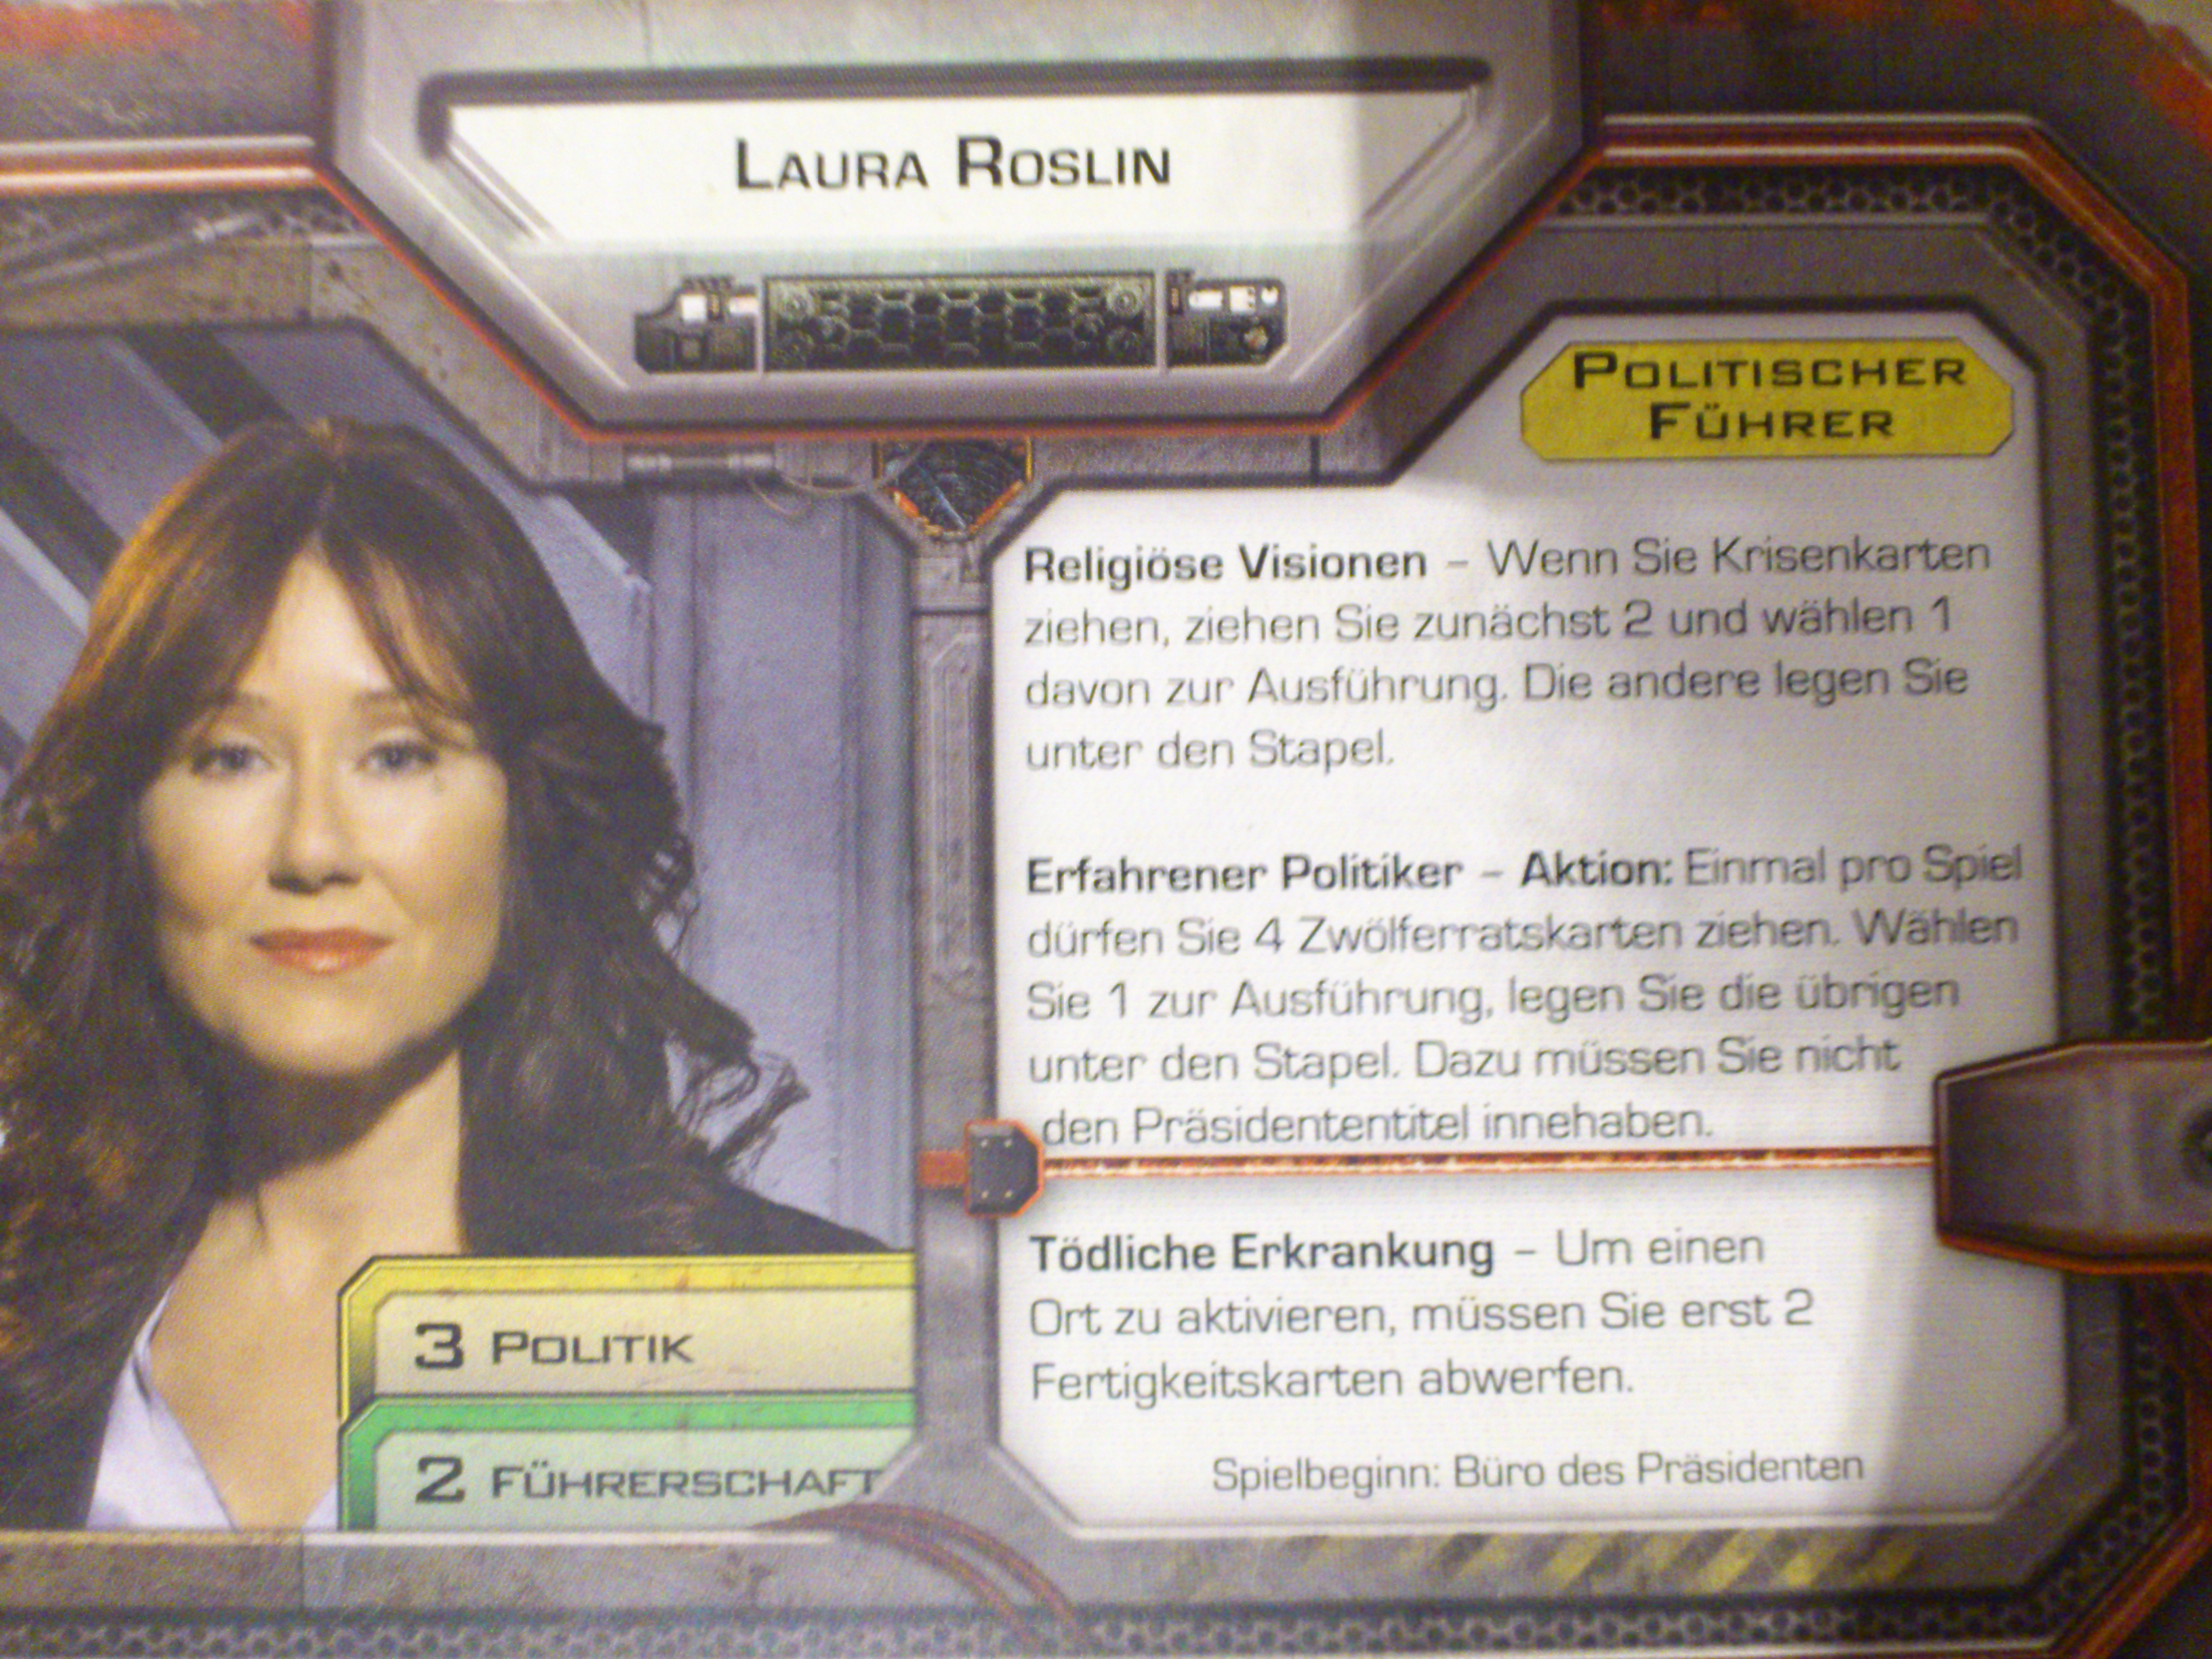 LAURA ROSLIN
POLITISCHER
FÜHRER
Religiöse Visionen – Wenn Sie Krisenkarten
ziehen, ziehen Sie zunächst 2 und wählen 1
davon zur Ausführung. Die andere legen Sie
unter den Stapel.
Erfahrener Politiker – Aktion: Einmal pro Spiel
dürfen Sie 4 Zwölferratskarten ziehen. Wählen
Sie 1 zur Ausführung, legen Sie die übrigen
unter den Stapel. Dazu müssen Sie nicht
den Präsidententitel innehaben.
Tödliche Erkrankung – Um einen
Ort zu aktivieren, müssen Sie erst 2
Fertigkeitskarten abwerfen.
Spielbeginn: Büro des Präsidenten
3 POLITIK
2 FÜHRERSCHAFT